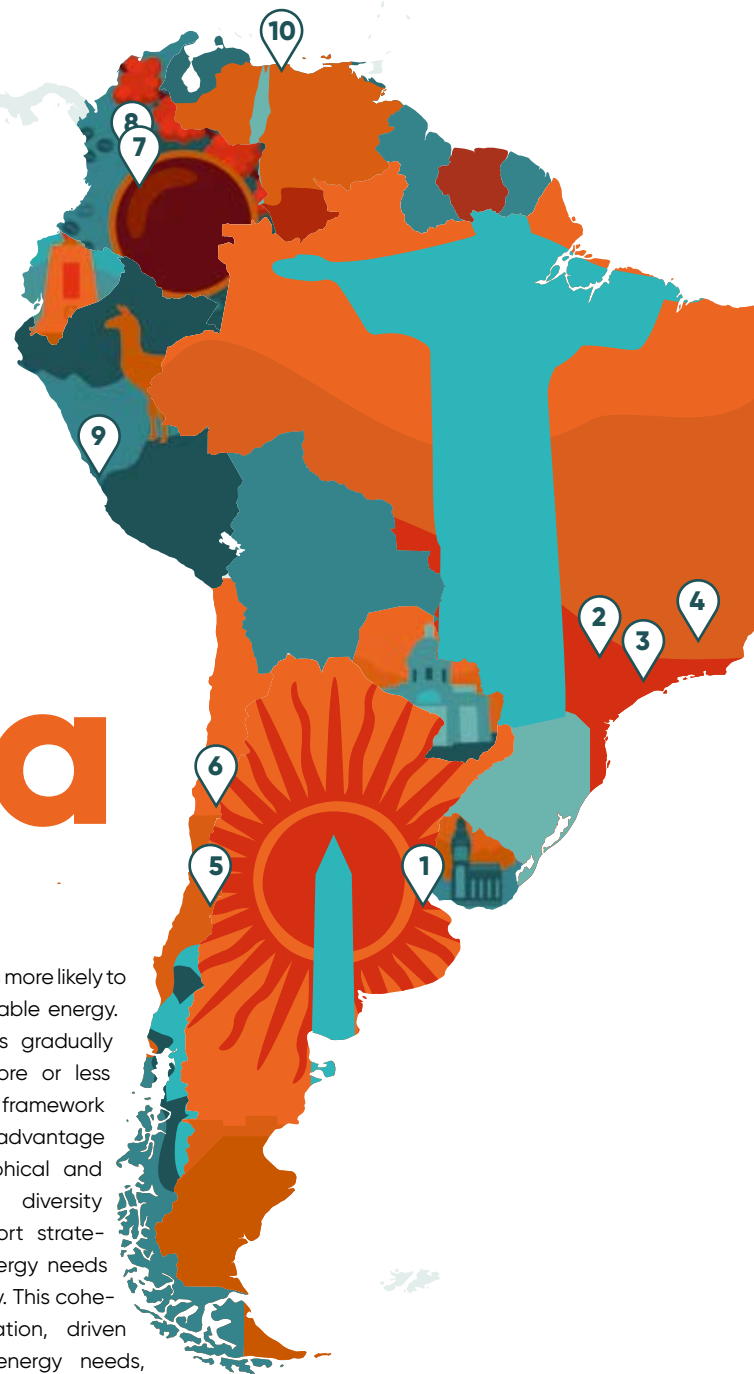 10
8
7
9
4
2
3
a
6
5
1
more likely to
able energy.
s gradually
ore or less
framework
advantage
phical and
diversity
ort strate-
ergy needs
y. This cohe-
ation, driven
energy needs,